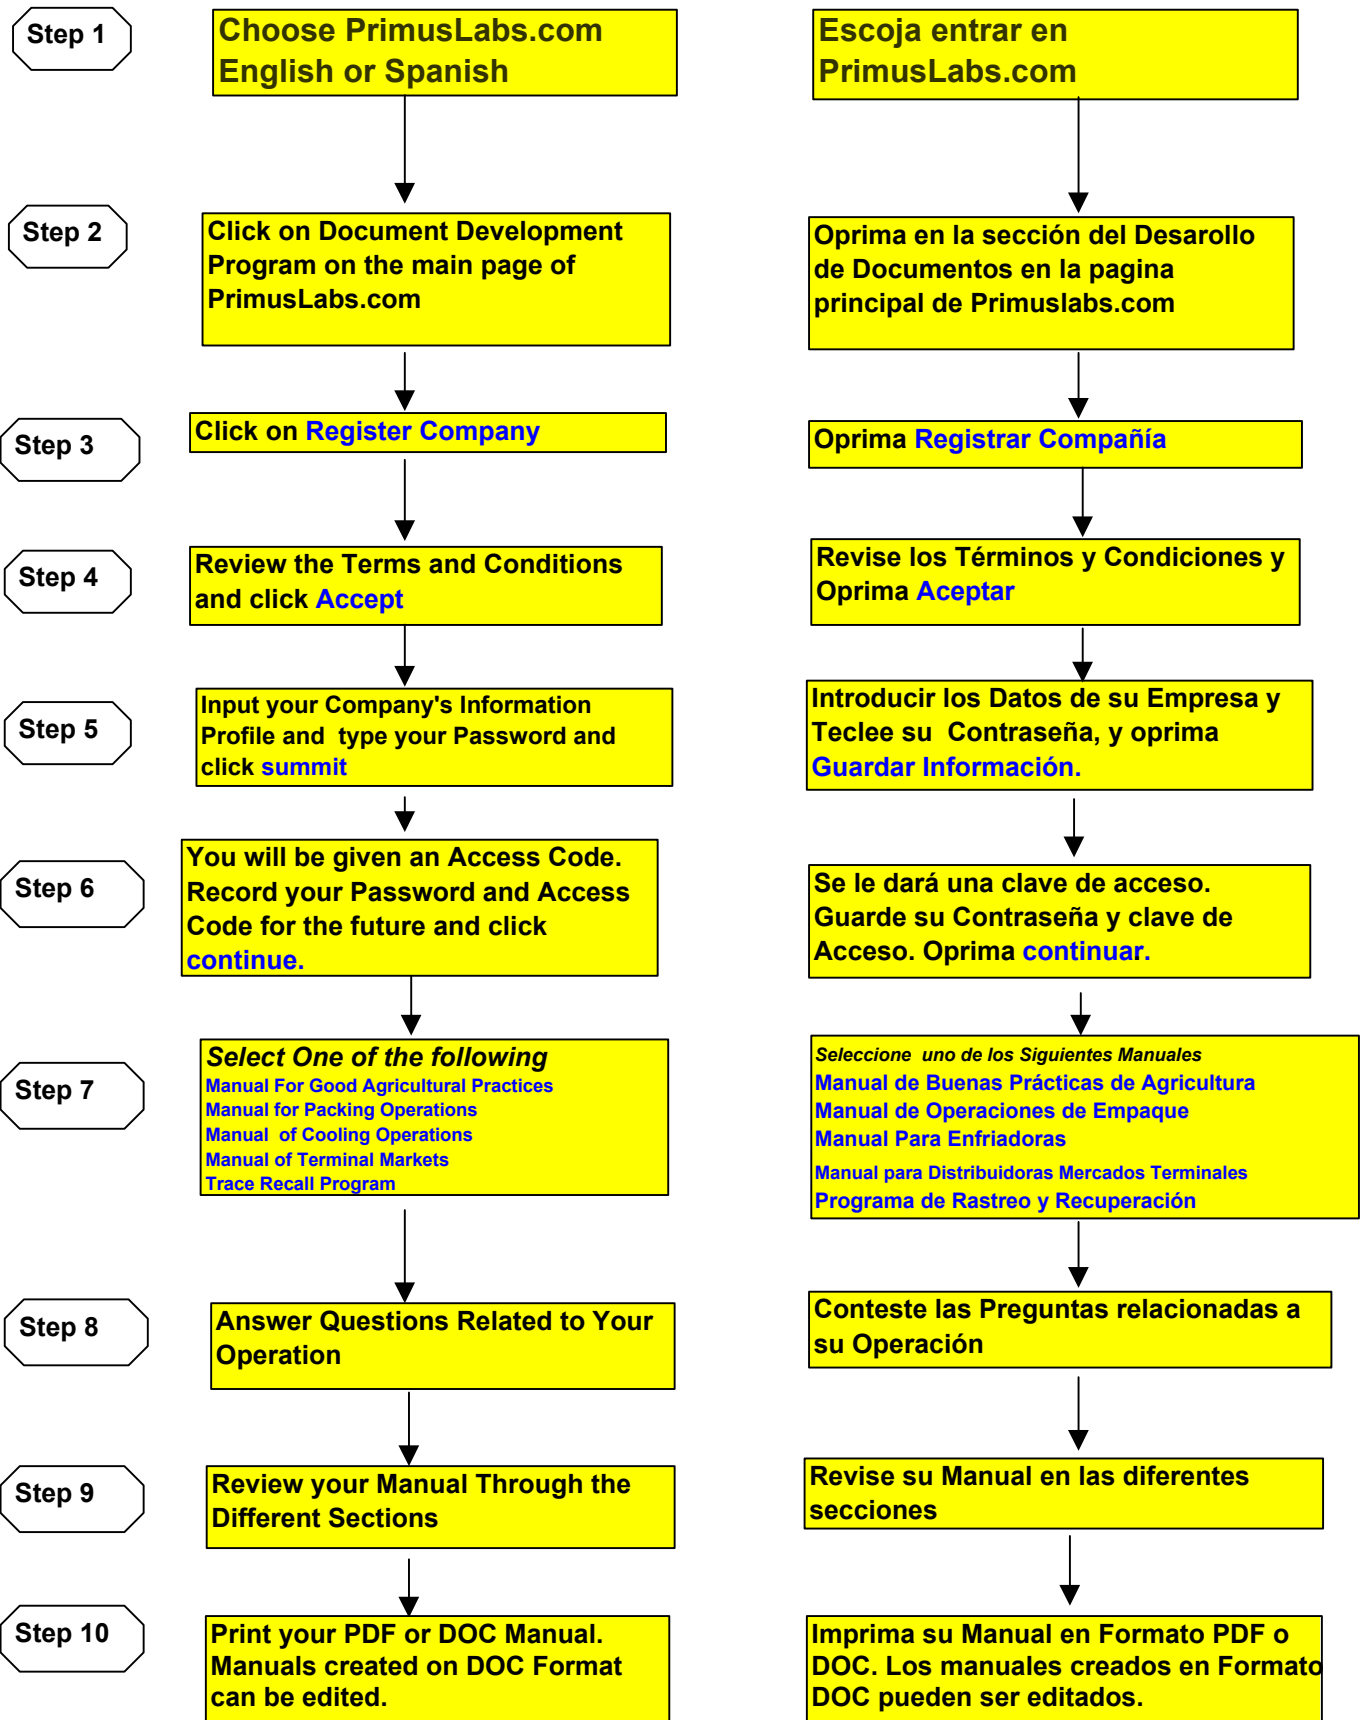 Step 1
Choose PrimusLabs.com
English or Spanish
Escoja entrar en
PrimusLabs.com
Step 2
Click on Document Development
Program on the main page of
PrimusLabs.com
Oprima en la sección del Desarollo
de Documentos en la pagina
principal de Primuslabs.com
Step 3
Click on Register Company
Oprima Registrar Compañía
Step 4
Review the Terms and Conditions
and click Accept
Revise los Términos y Condiciones y
Oprima Aceptar
Step 5
Input your Company's Information
Profile and type your Password and
click summit
Introducir los Datos de su Empresa y
Teclee su Contraseña, y oprima
Guardar Información.
Step 6
You will be given an Access Code.
Record your Password and Access
Code for the future and click
continue.
Se le dará una clave de acceso.
Guarde su Contraseña y clave de
Acceso. Oprima continuar.
Step 7
Select One of the following
Manual For Good Agricultural Practices
Manual for Packing Operations
Manual of Cooling Operations
Manual of Terminal Markets
Trace Recall Program
Seleccione uno de los Siguientes Manuales
Manual de Buenas Prácticas de Agricultura
Manual de Operaciones de Empaque
Manual Para Enfriadoras
Manual para Distribuidoras Mercados Terminales
Programa de Rastreo y Recuperación
Step 8
Answer Questions Related to Your
Operation
Conteste las Preguntas relacionadas a
su Operación
Step 9
Review your Manual Through the
Different Sections
Revise su Manual en las diferentes
secciones
Step 10
Print your PDF or DOC Manual.
Manuals created on DOC Format
can be edited.
Imprima su Manual en Formato PDF o
DOC. Los manuales creados en Formato
DOC pueden ser editados.